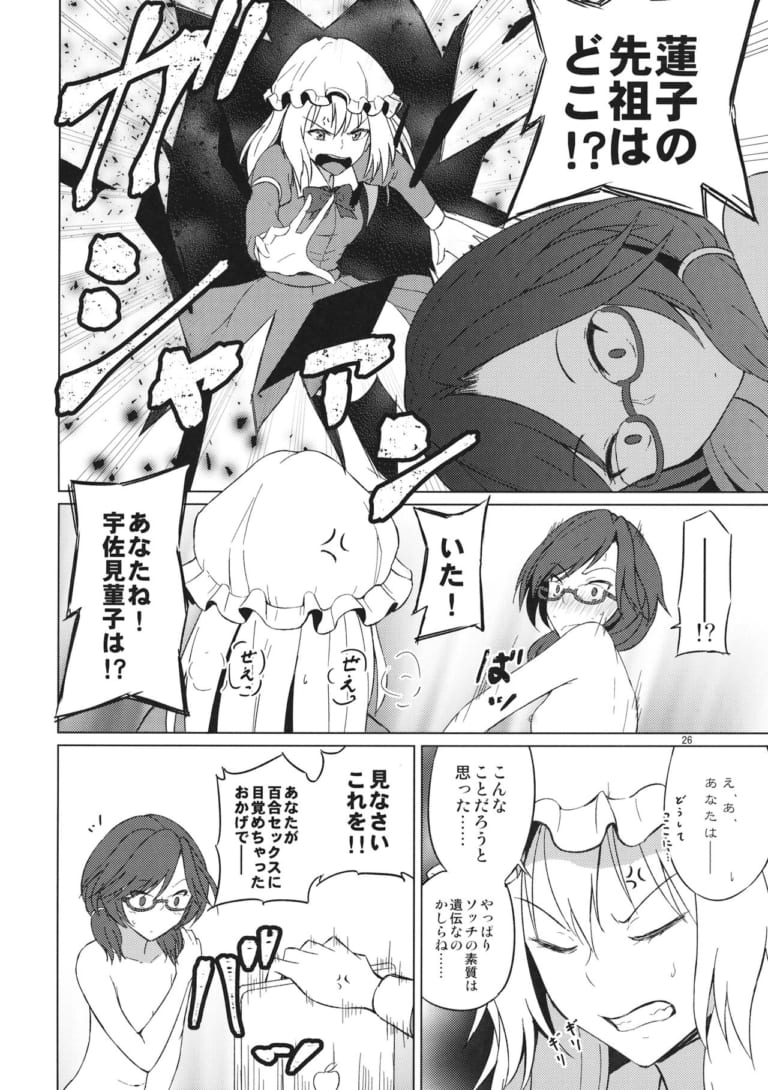 蓮子の
先祖は
どこ!?
ガガッ
──!?
ばっ
いた！
ぜぇ
ぜぇ
あなたね！
宇佐見菫子は!?
え、あ、
あなたは──
どうして
ここに…
こんな
ことだろうと
思った……
やっぱり
ソッチの素質は
遺伝なの
かしらね……
ギリ
ギリ
26
見なさい
これを!!
あなたが
百合セックスに
目覚めちゃった
おかげで──
バァン